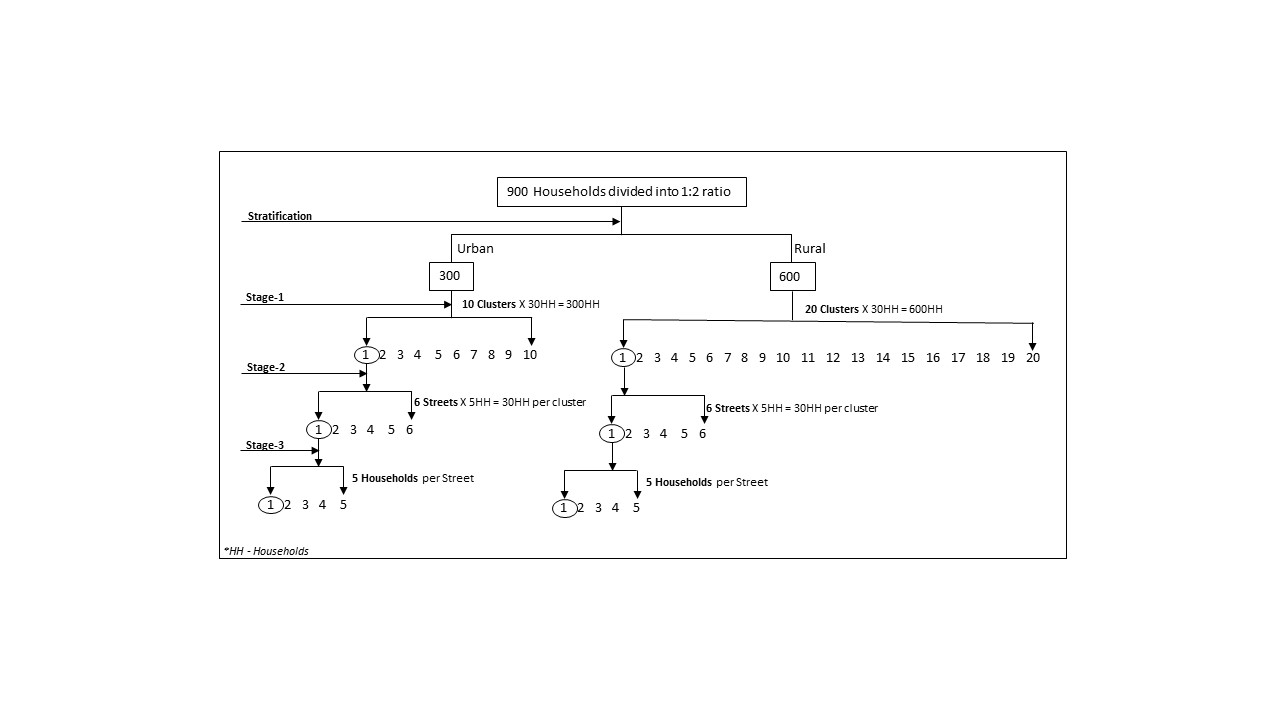 900 Households divided into 1:2 ratio
Stratification
Urban
Rural
300
600
Stage-1
10 Clusters X 30HH = 300HH
20 Clusters X 30HH = 600HH
1 2 3 4 5 6 7 8 9 10
1 2 3 4 5 6 7 8 9 10 11 12 13 14 15 16 17 18 19 20
Stage-2
6 Streets X 5HH = 30HH per cluster
6 Streets X 5HH = 30HH per cluster
1 2 3 4 5 6
1 2 3 4 5 6
Stage-3
5 Households per Street
5 Households per Street
1 2 3 4 5
1 2 3 4 5
*HH - Households